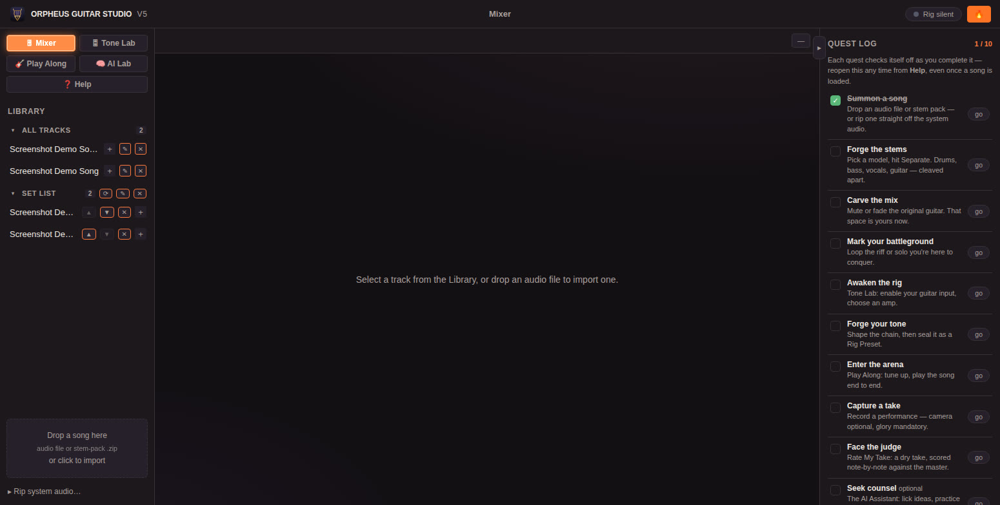 ORPHEUS GUITAR STUDIO V5
Mixer
Rig silent
Mixer
Tone Lab
Play Along
AI Lab
Help
LIBRARY
ALL TRACKS 2
Screenshot Demo So…
Screenshot Demo Song
SET LIST 2
Screenshot De…
Screenshot De…
Drop a song here
audio file or stem-pack .zip
or click to import
▸ Rip system audio…
Select a track from the Library, or drop an audio file to import one.
QUEST LOG 1 / 10
Each quest checks itself off as you complete it —
reopen this any time from Help, even once a song is
loaded.
Summon a song
Drop an audio file or stem pack —
or rip one straight off the system
audio.
go
Forge the stems
Pick a model, hit Separate. Drums,
bass, vocals, guitar — cleaved
apart.
go
Carve the mix
Mute or fade the original guitar. That
space is yours now.
go
Mark your battleground
Loop the riff or solo you're here to
conquer.
go
Awaken the rig
Tone Lab: enable your guitar input,
choose an amp.
go
Forge your tone
Shape the chain, then seal it as a
Rig Preset.
go
Enter the arena
Play Along: tune up, play the song
end to end.
go
Capture a take
Record a performance — camera
optional, glory mandatory.
go
Face the judge
Rate My Take: a dry take, scored
note-by-note against the master.
go
Seek counsel optional
The AI Assistant: lick ideas, practice
go